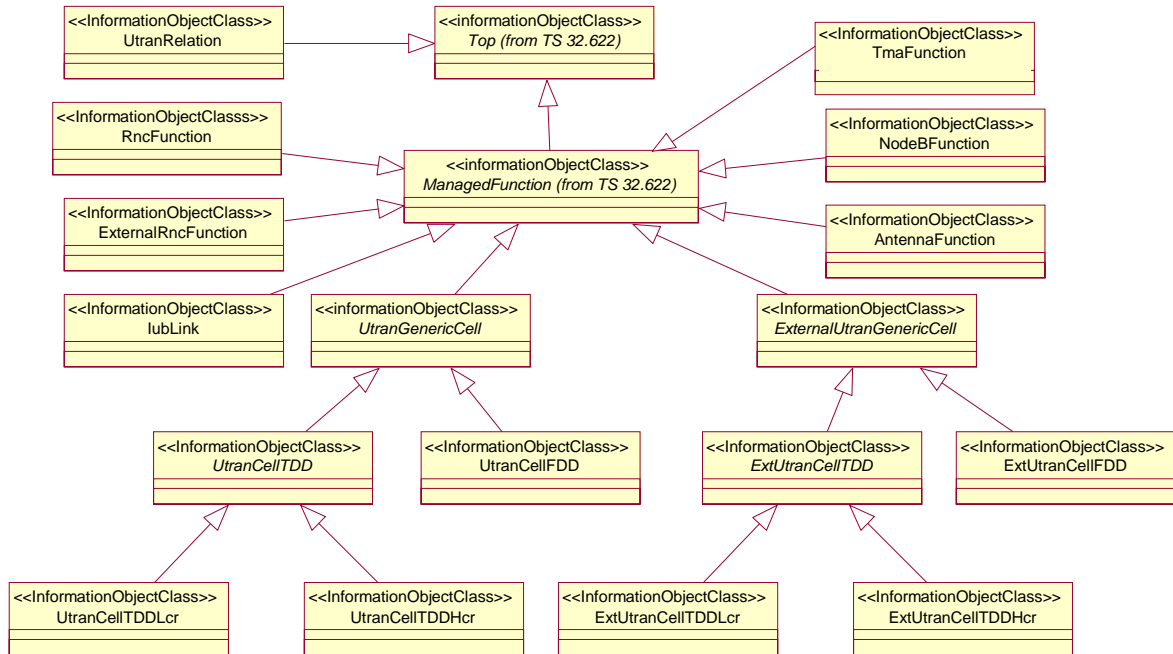 <<InformationObjectClass>>
UtranRelation
<<informationObjectClass>>
Top (from TS 32.622)
<<InformationObjectClass>>
TmaFunction
<<InformationObjectClasss>>
RncFunction
<<informationObjectClass>>
ManagedFunction (from TS 32.622)
<<InformationObjectClass>>
NodeBFunction
<<InformationObjectClasss>>
ExternalRncFunction
<<InformationObjectClass>>
AntennaFunction
<<InformationObjectClass>>
IubLink
<<informationObjectClass>>
UtranGenericCell
<<InformationObjectClass>>
ExternalUtranGenericCell
<<InformationObjectClass>>
UtranCellTDD
<<InformationObjectClass>>
UtranCellFDD
<<InformationObjectClass>>
ExtUtranCellTDD
<<InformationObjectClass>>
ExtUtranCellFDD
<<InformationObjectClass>>
UtranCellTDDLcr
<<InformationObjectClass>>
UtranCellTDDHcr
<<InformationObjectClass>>
ExtUtranCellTDDLcr
<<InformationObjectClass>>
ExtUtranCellTDDHcr